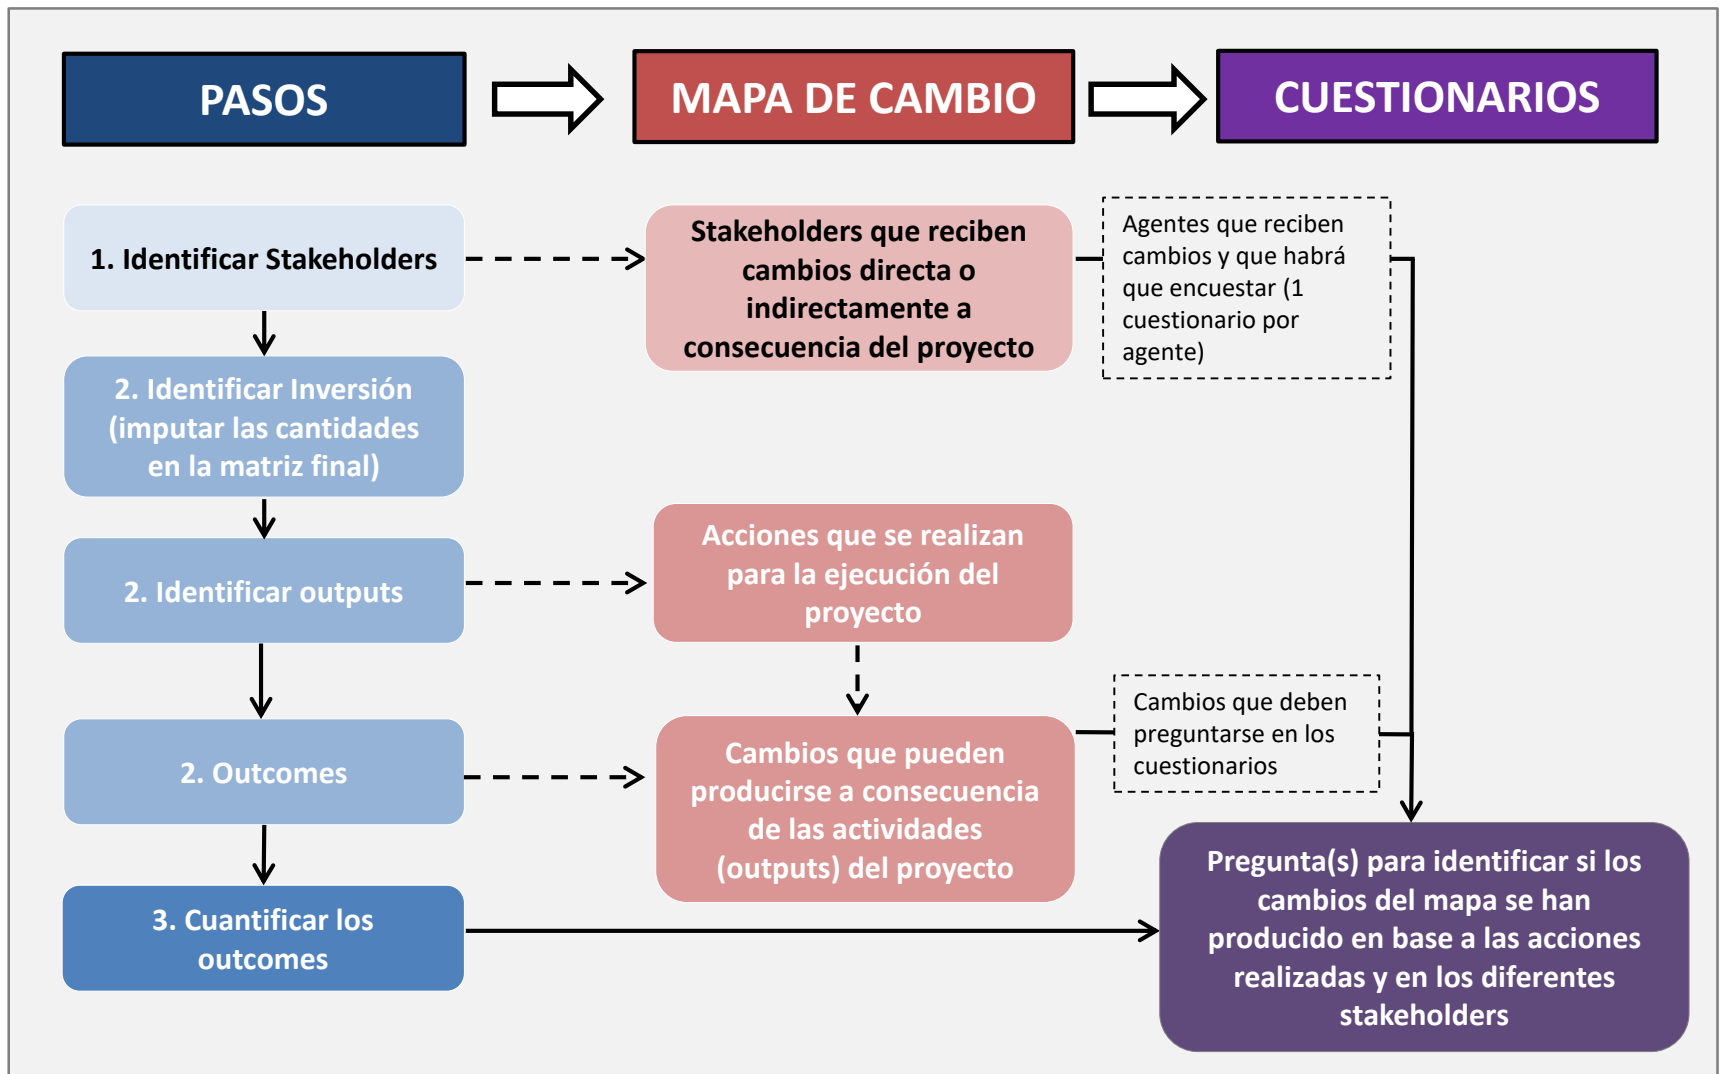 PASOS
MAPA DE CAMBIO
CUESTIONARIOS
1. Identificar Stakeholders
Stakeholders que reciben
cambios directa o
indirectamente a
consecuencia del proyecto
Agentes que reciben
cambios y que habrá
que encuestar (1
cuestionario por
agente)
2. Identificar Inversión
(imputar las cantidades
en la matriz final)
2. Identificar outputs
Acciones que se realizan
para la ejecución del
proyecto
2. Outcomes
Cambios que pueden
producirse a consecuencia
de las actividades
(outputs) del proyecto
Cambios que deben
preguntarse en los
cuestionarios
3. Cuantificar los
outcomes
Pregunta(s) para identificar si los
cambios del mapa se han
producido en base a las acciones
realizadas y en los diferentes
stakeholders